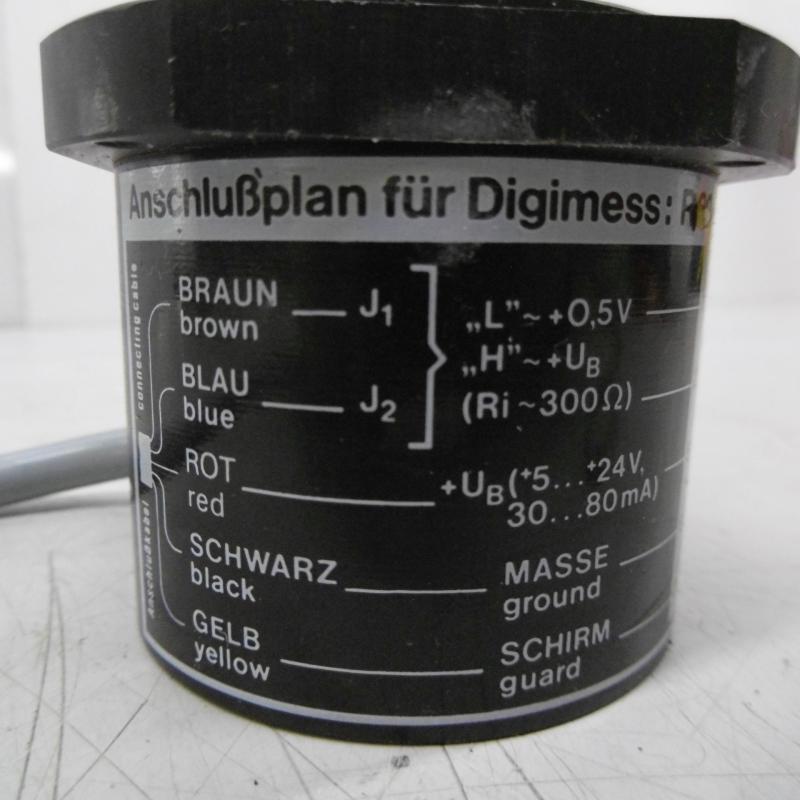 Anschlußplan für Digimess:
connecting cable
Anschlußkabel
BRAUN
brown
J1
BLAU
blue
J2
„L”~ +0,5V
„H”~ +UB
(Ri ~300Ω)
ROT
red
+UB(+5...+24V,
30...80mA)
SCHWARZ
black
MASSE
ground
GELB
yellow
SCHIRM
guard